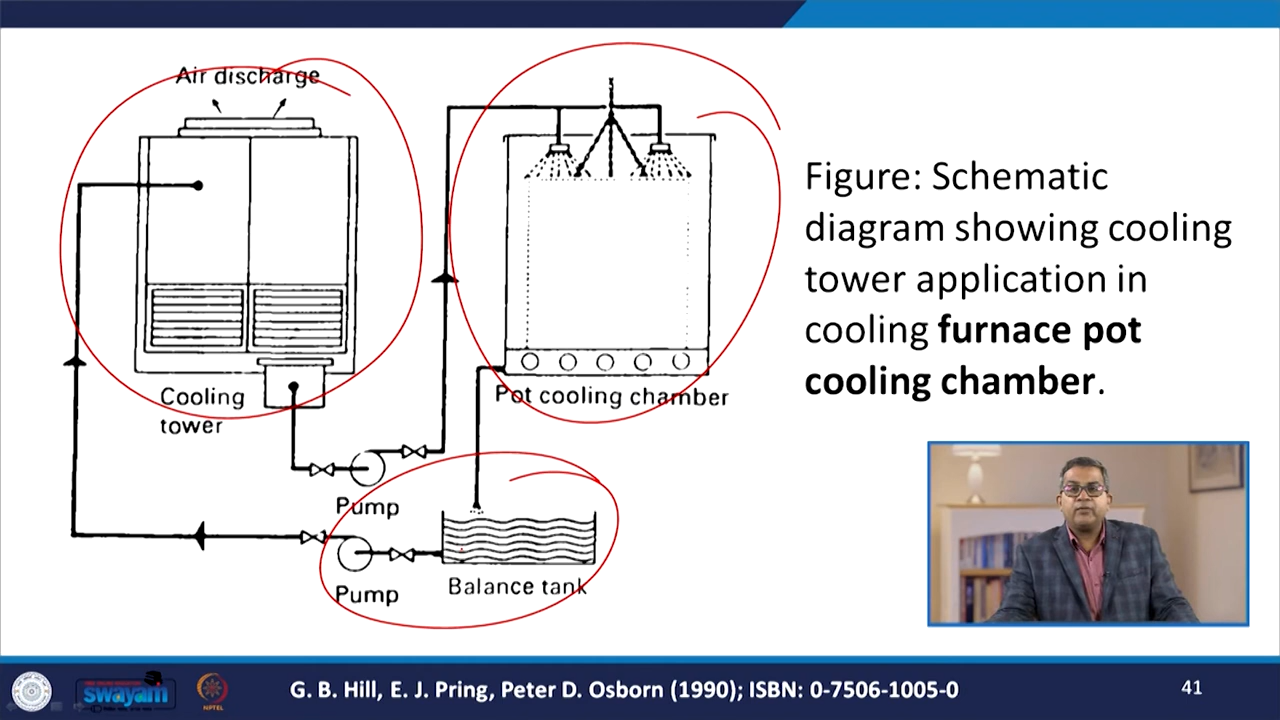 Air discharge
Cooling
tower
Pump
Pump
Balance tank
Pot cooling chamber
Figure: Schematic
diagram showing cooling
tower application in
cooling furnace pot
cooling chamber.
swayam
NPTEL
G. B. Hill, E. J. Pring, Peter D. Osborn (1990); ISBN: 0-7506-1005-0
41